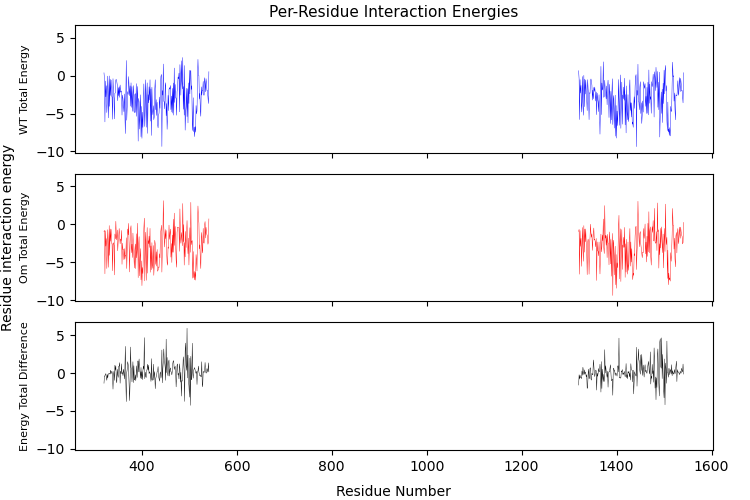 Per-Residue Interaction Energies
Residue interaction energy
WT Total Energy
5
0
−5
−10
Om Total Energy
5
0
−5
−10
Energy Total Difference
5
0
−5
−10
400 600 800 1000 1200 1400 1600
Residue Number